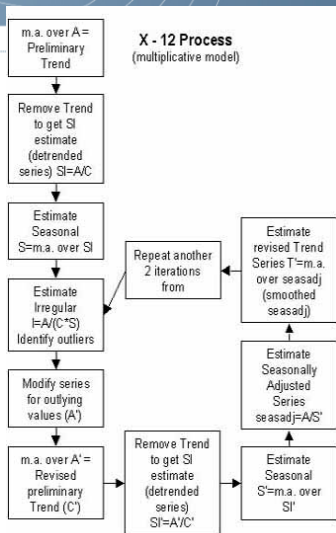 X - 12 Process
(multiplicative model)
m.a. over A =
Preliminary
Trend
Remove Trend
to get SI
estimate
(detrended
series) SI=A/C
Estimate
Seasonal
S=m.a. over SI
Estimate
Irregular
I=A/(C*S)
Identify outliers
Modify series
for outlying
values (A')
m.a. over A' =
Revised
preliminary
Trend (C')
Remove Trend
to get SI
estimate
(detrended
series)
SI'=A'/C'
Estimate
Seasonal
S'=m.a. over
SI'
Estimate
Seasonally
Adjusted
Series
seasadj=A/S'
Estimate
revised Trend
Series T'=m.a.
over seasadj
(smoothed
seasadj)
Repeat another
2 iterations
from